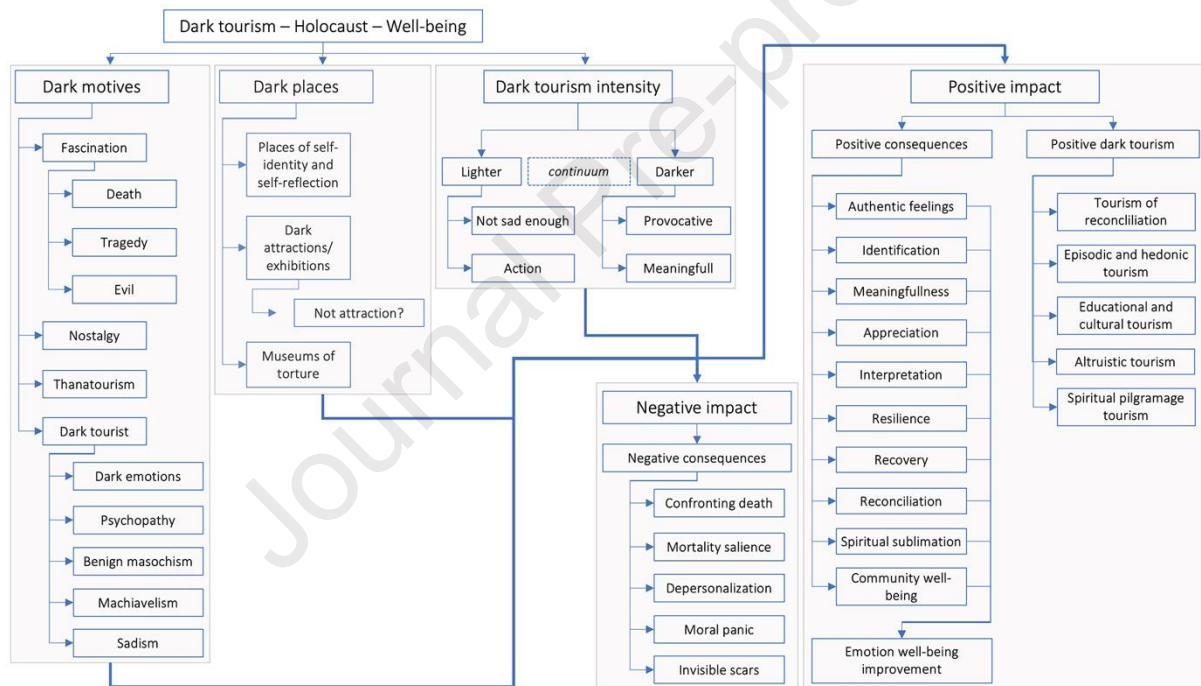 Dark tourism – Holocaust – Well-being
Dark motives
Fascination
Death
Tragedy
Evil
Nostalgy
Thanatourism
Dark tourist
Dark emotions
Psychopathy
Benign masochism
Machiavelism
Sadism
Dark places
Places of self-
identity and
self-reflection
Dark
attractions/
exhibitions
Not attraction?
Museums of
torture
Dark tourism intensity
Lighter
continuum
Darker
Not sad enough
Action
Provocative
Meaningfull
Negative impact
Negative consequences
Confronting death
Mortality salience
Depersonalization
Moral panic
Invisible scars
Positive impact
Positive consequences
Authentic feelings
Identification
Meaningfullness
Appreciation
Interpretation
Resilience
Recovery
Reconciliation
Spiritual sublimation
Community well-
being
Emotion well-being
improvement
Positive dark tourism
Tourism of
reconcliliation
Episodic and hedonic
tourism
Educational and
cultural tourism
Altruistic tourism
Spiritual pilgramage
tourism
Journal Pre-pr